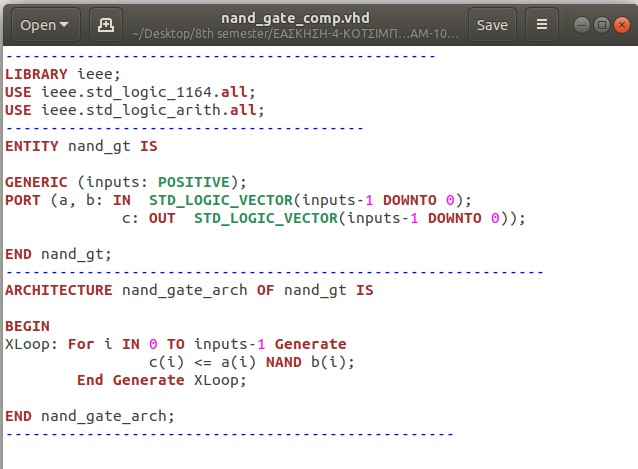 nand_gate_comp.vhd
Open
~/Desktop/8th semester/ΕΑΣΚΗΣΗ-4-ΚΟΤΣΙΜΠ...ΑΜ-10...
Save
------------------------------------------------
LIBRARY ieee;
USE ieee.std_logic_1164.all;
USE ieee.std_logic_arith.all;
----------------------------------------
ENTITY nand_gt IS
GENERIC (inputs: POSITIVE);
PORT (a, b: IN  STD_LOGIC_VECTOR(inputs-1 DOWNTO 0);
             c: OUT  STD_LOGIC_VECTOR(inputs-1 DOWNTO 0));
END nand_gt;
------------------------------------------------------------
ARCHITECTURE nand_gate_arch OF nand_gt IS
BEGIN
XLoop: For i IN 0 TO inputs-1 Generate
                c(i) <= a(i) NAND b(i);
        End Generate XLoop;
END nand_gate_arch;
--------------------------------------------------